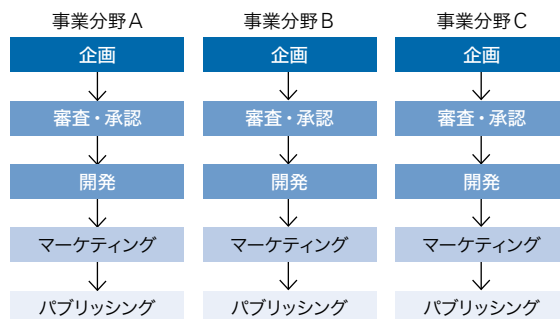 事業分野A 事業分野B 事業分野C
企画 企画 企画
審査・承認 審査・承認 審査・承認
開発 開発 開発
マーケティング マーケティング マーケティング
パブリッシング パブリッシング パブリッシング